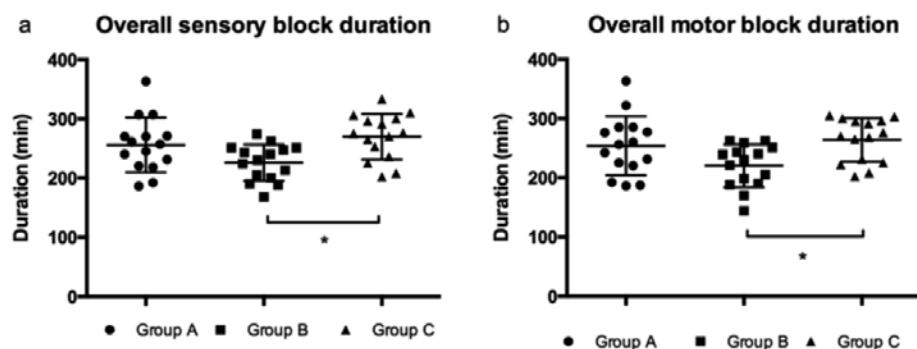 a Overall sensory block duration
400
300
200
100
0
Duration (min)
*
Group A Group B Group C
b Overall motor block duration
400
300
200
100
0
Duration (min)
*
Group A Group B Group C